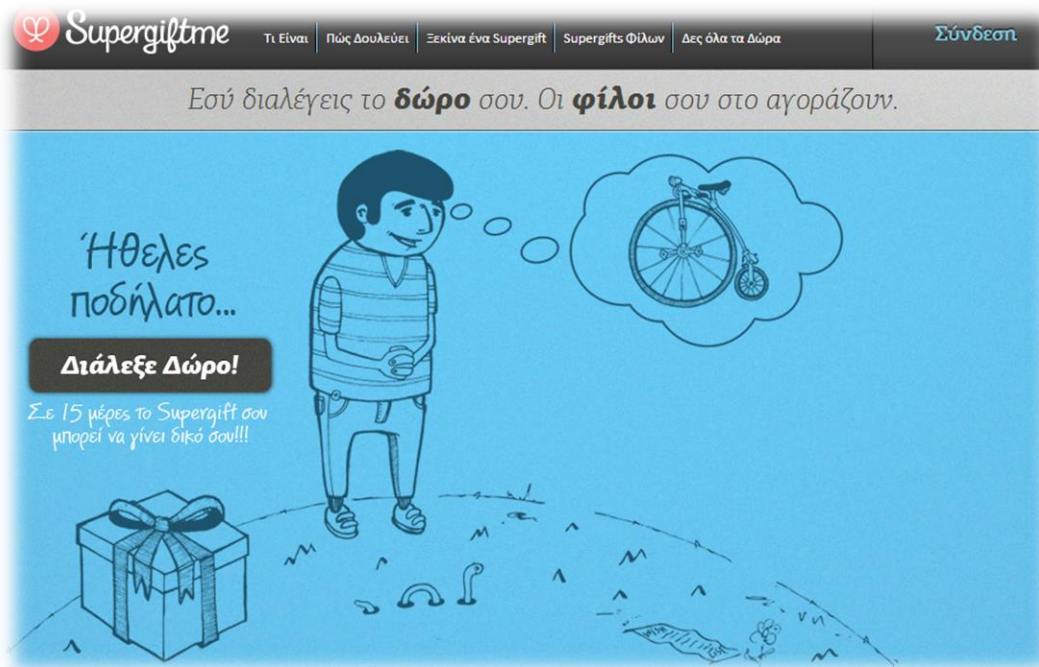 Supergiftme
Τι Είναι
Πώς Δουλεύει
Ξεκίνα ένα Supergift
Supergifts Φίλων
Δες όλα τα Δώρα
Σύνδεση
Εσύ διαλέγεις το δώρο σου. Οι φίλοι σου στο αγοράζουν.
Ήθελες
ποδήλατο...
Διάλεξε Δώρο!
Σε 15 μέρες το Supergift σου
μπορεί να γίνει δικό σου!!!